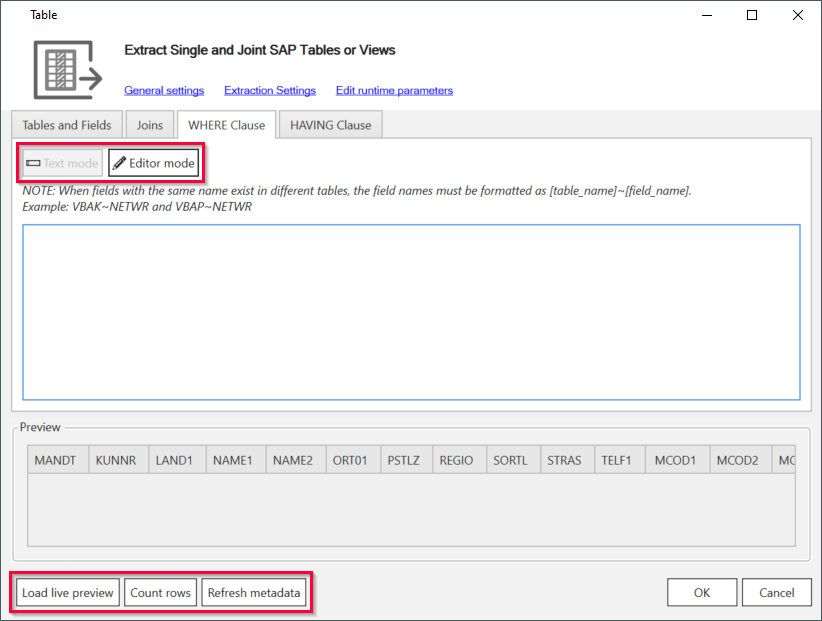 Table
Extract Single and Joint SAP Tables or Views
General settings Extraction Settings Edit runtime parameters
Tables and Fields Joins WHERE Clause HAVING Clause
Text mode Editor mode
NOTE: When fields with the same name exist in different tables, the field names must be formatted as [table_name]~[field_name].
Example: VBAK~NETWR and VBAP~NETWR
Preview
MANDT KUNNR LAND1 NAME1 NAME2 ORT01 PSTLZ REGIO SORTL STRAS TELF1 MCOD1 MCOD2
Load live preview Count rows Refresh metadata OK Cancel